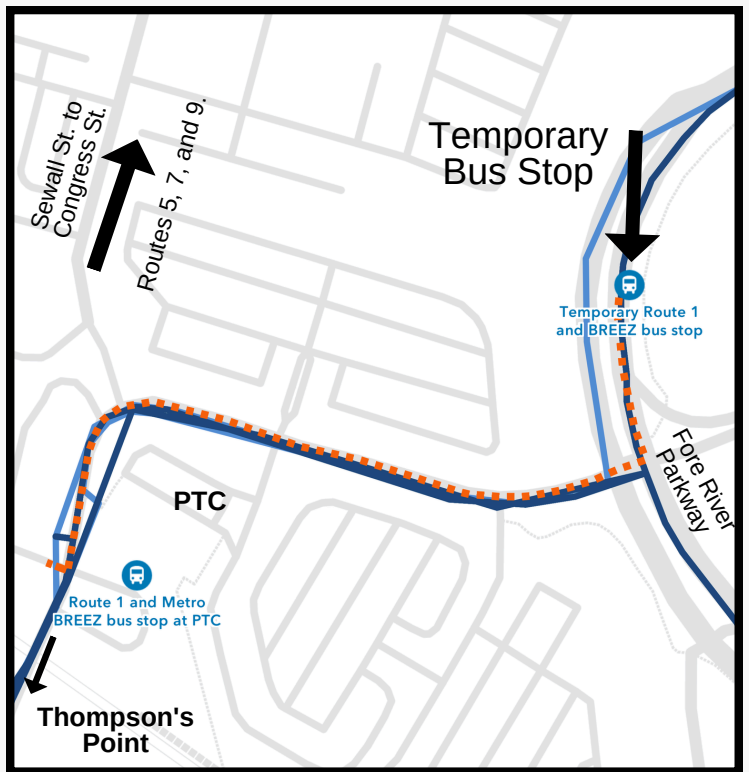 Sewall St. to
Congress St.
Routes 5, 7, and 9.
Temporary
Bus Stop
Temporary Route 1
and BREEZ bus stop
Fore River
Parkway
PTC
Route 1 and Metro
BREEZ bus stop at PTC
Thompson's
Point